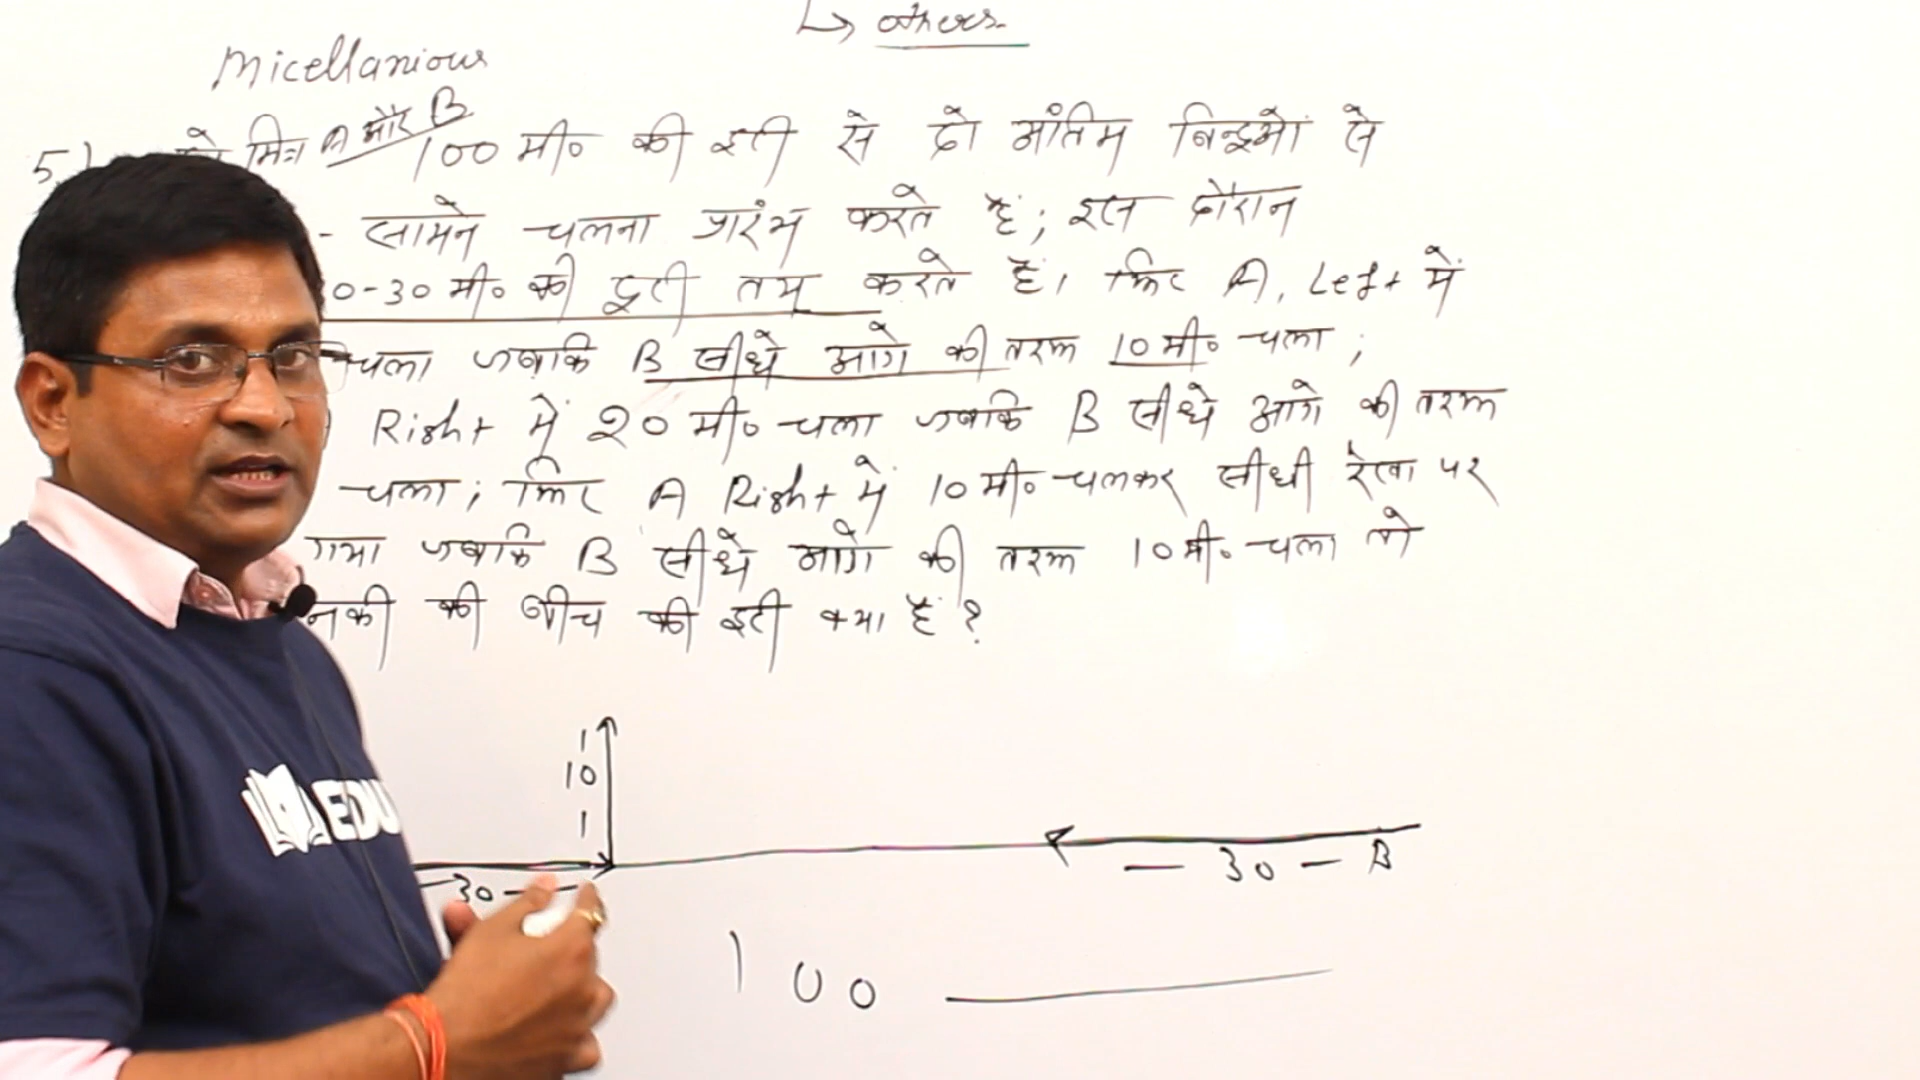 ↳ others
Micellanious
5) मित्र A और B 100 मी० की दुरी से दो अंतिम बिन्दुओं से
- सामने चलना प्रारंभ करते हैं; इस दौरान
0-30 मी० की दुरी तय करते हैं। फिर A, Left में
चला जबकि B सीधे आगे की तरफ 10 मी० चला ;
Right में 20 मी० चला जबकि B सीधे आगे की तरफ
चला ; फिर A Right में 10 मी० चलकर सीधी रेखा पर
गया जबकि B सीधे आगे की तरफ 10 मी० चला तो
नकी की बीच की दुरी क्या है ?
10
30 — 30 — B
100
EDU